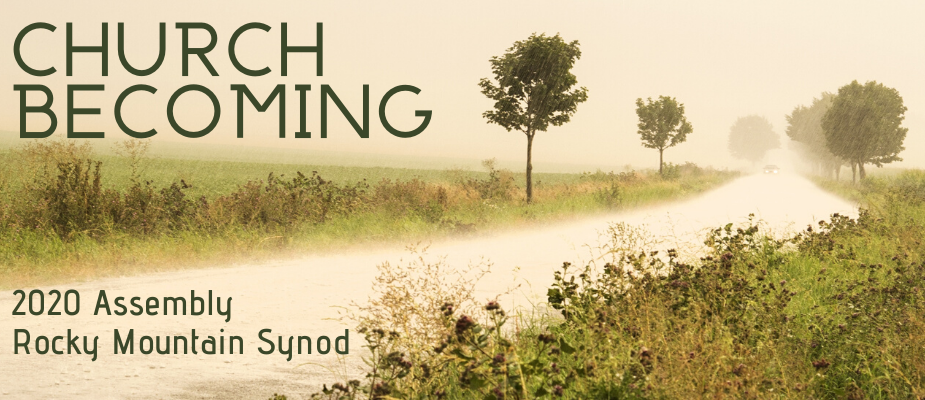 CHURCH
BECOMING
2020 Assembly
Rocky Mountain Synod